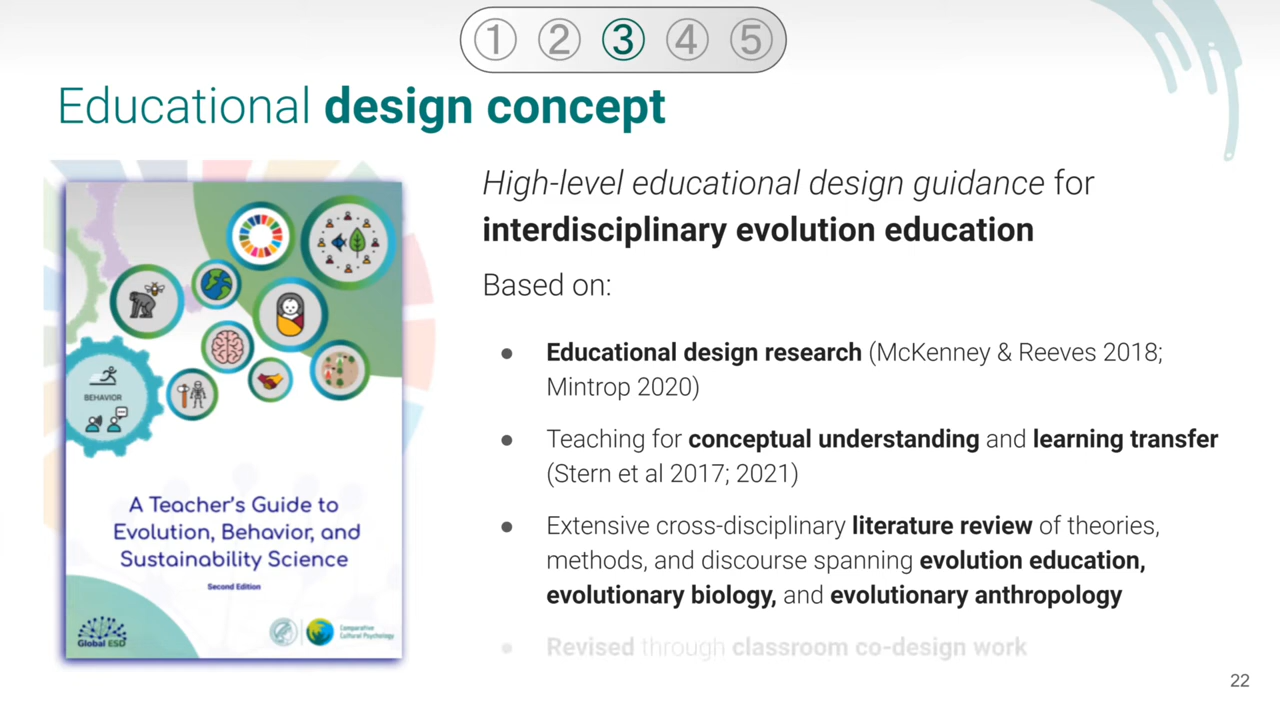 ① ② ③ ④ ⑤
Educational design concept
BEHAVIOR
A Teacher's Guide to
Evolution, Behavior, and
Sustainability Science
Second Edition
Global ESD
Comparative
Cultural Psychology
High-level educational design guidance for
interdisciplinary evolution education
Based on:
● Educational design research (McKenney & Reeves 2018;
Mintrop 2020)
● Teaching for conceptual understanding and learning transfer
(Stern et al 2017; 2021)
● Extensive cross-disciplinary literature review of theories,
methods, and discourse spanning evolution education,
evolutionary biology, and evolutionary anthropology
● Revised through classroom co-design work
22